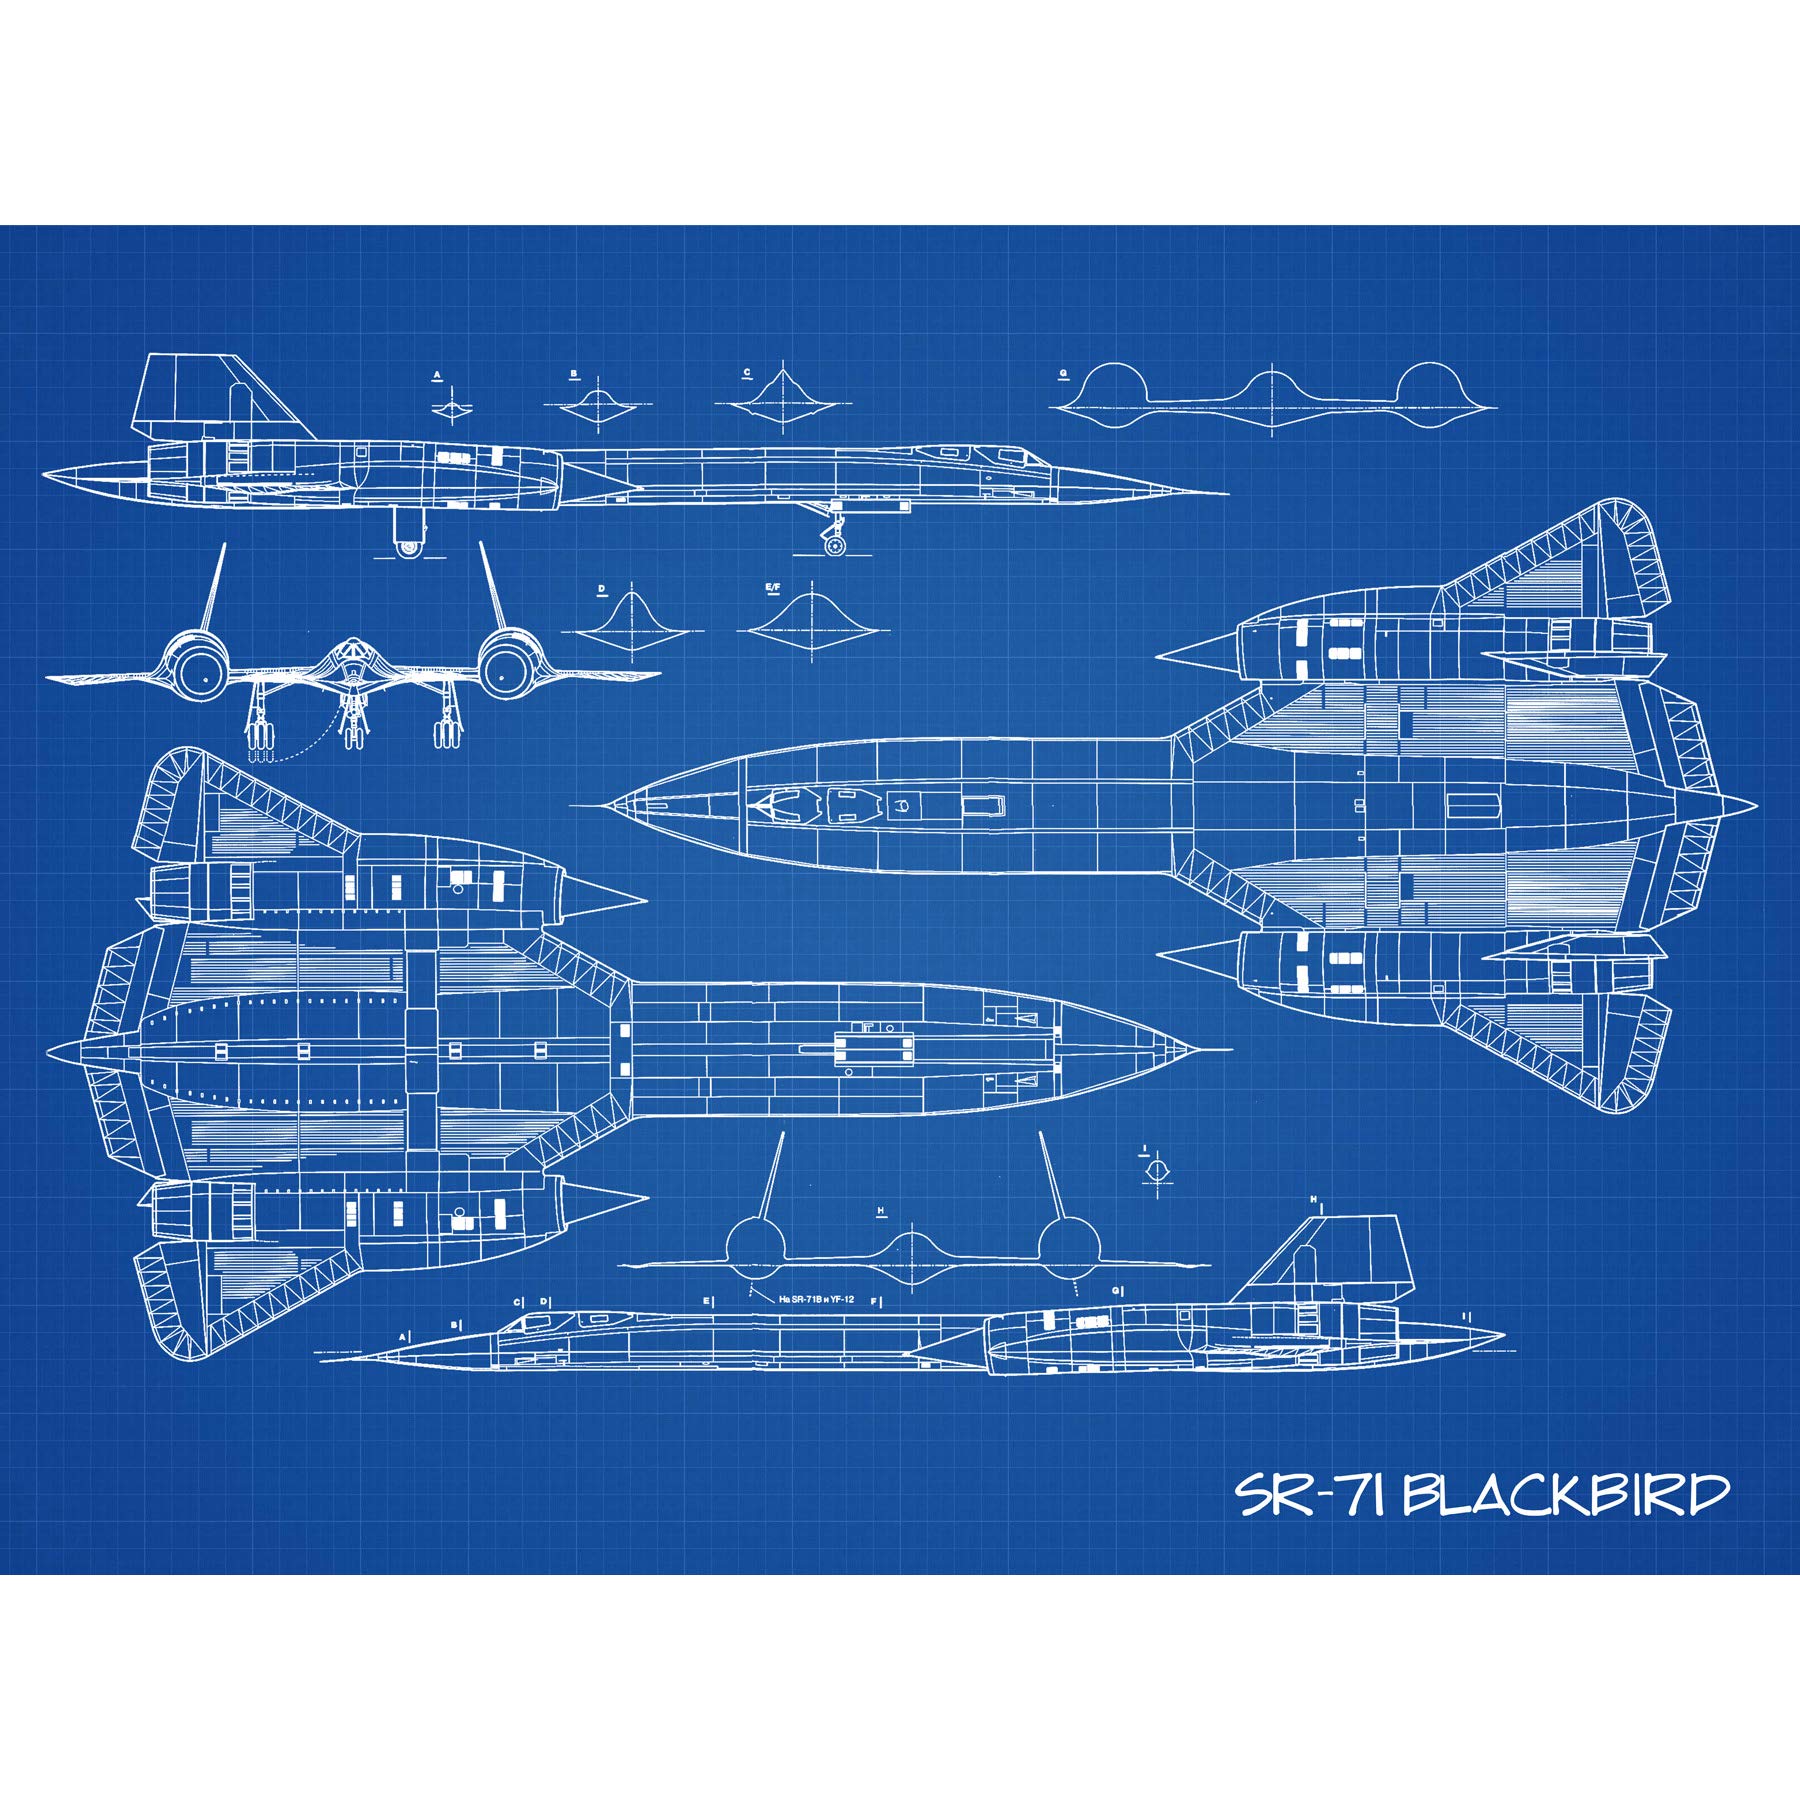 A
B
C
G
D
E/F
I
H
H
На SR-71B и YF-12
C
D
E
F
G
A
B
I
SR-71 BLACKBIRD